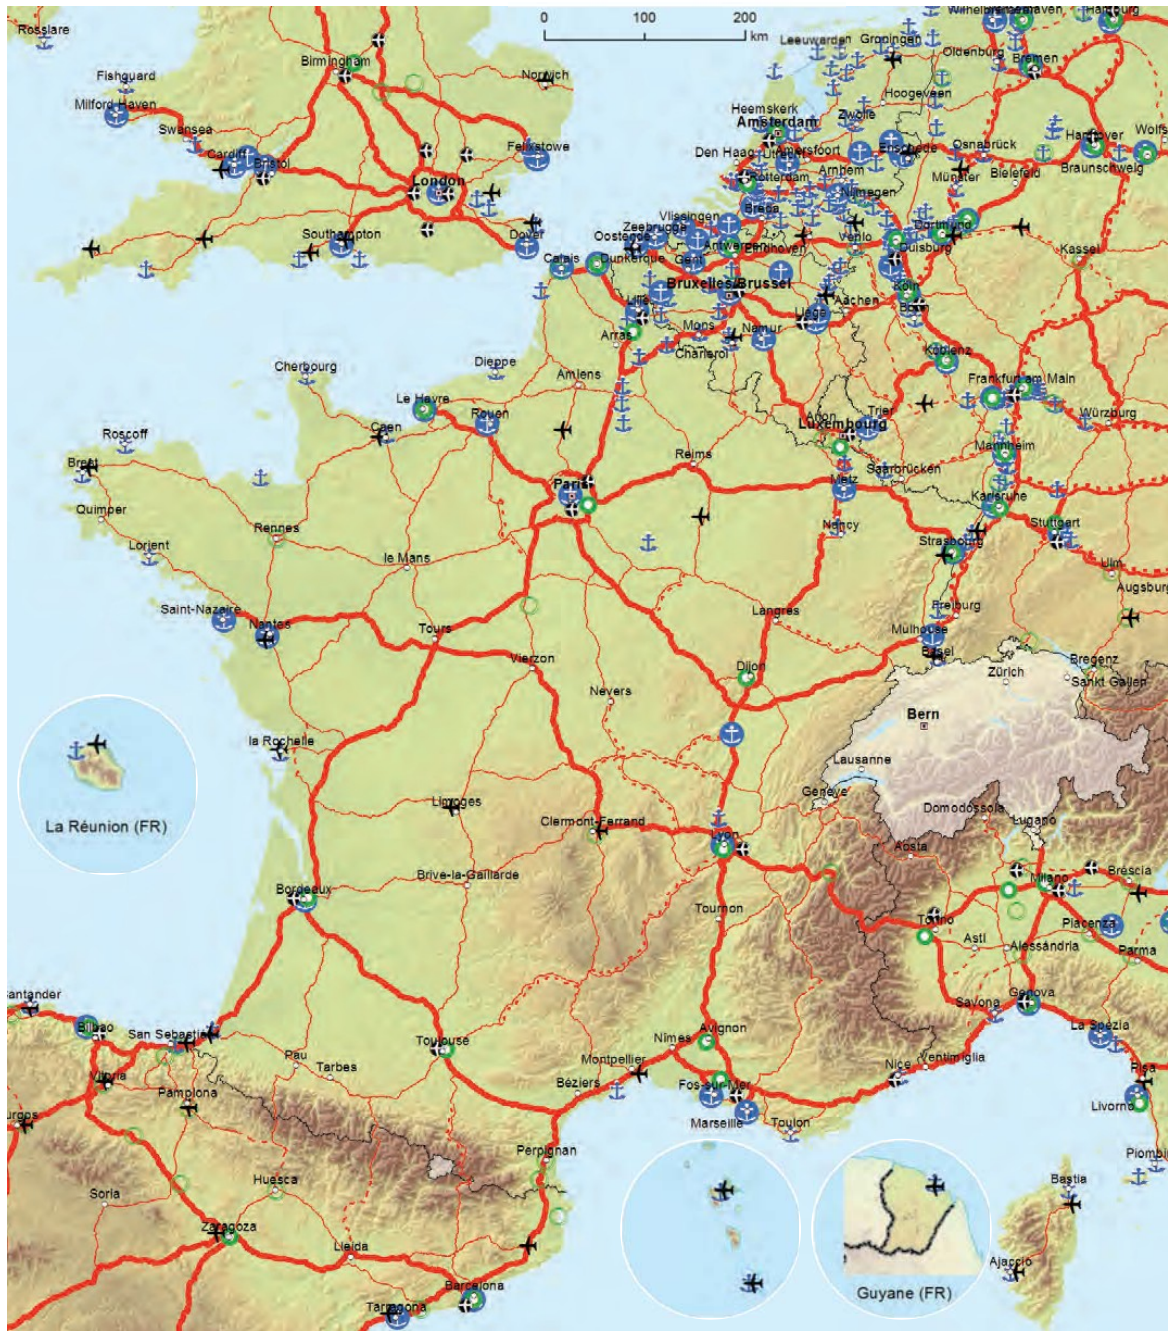 Rosslare
0 100 200
km
Wilhelmshaven
Hamburg
Leeuwarden
Groningen
Oldenburg
Bremen
Birmingham
Norwich
Fishguard
Hoogeveen
Milford Haven
Heemskerk
Zwolle
Amsterdam
Hannover
Wolfs
Swansea
Felixstowe
Amersfoort
Enschede
Osnabrück
Cardiff
Bristol
Den Haag
Utrecht
Braunschweig
London
Rotterdam
Arnhem
Münster
Bielefeld
Nijmegen
Breda
Vlissingen
Zeebrugge
Dortmund
Southampton
Dover
Oostende
Antwerpen
Eindhoven
Venlo
Duisburg
Kassel
Calais
Dunkerque
Gent
Bruxelles/Brussel
Aachen
Köln
Bonn
Lille
Liège
Mons
Namur
Arras
Charleroi
Koblenz
Dieppe
Cherbourg
Amiens
Frankfurt am Main
Le Havre
Rouen
Arlon
Trier
Würzburg
Luxembourg
Caen
Roscoff
Reims
Mannheim
Brest
Saarbrücken
Paris
Metz
Karlsruhe
Quimper
Rennes
Nancy
Stuttgart
Lorient
le Mans
Strasbourg
Ulm
Augsburg
Saint-Nazaire
Langres
Freiburg
Nantes
Tours
Mulhouse
Basel
Vierzon
Dijon
Zürich
Bregenz
Sankt Gallen
Nevers
Bern
la Rochelle
Lausanne
Limoges
Genève
Domodossola
La Réunion (FR)
Clermont-Ferrand
Lugano
Lyon
Aosta
Brive-la-Gaillarde
Milano
Brescia
Bordeaux
Tournon
Torino
Piacenza
Asti
Alessandria
Parma
Santander
Genova
Savona
Bilbao
San Sebastia
Toulouse
Avignon
Nîmes
La Spezia
Pau
Montpellier
Nice
Ventimiglia
Vitoria
Tarbes
Béziers
Fos-sur-Mer
Pisa
Pamplona
Livorno
urgos
Marseille
Toulon
Perpignan
Piombin
Soria
Huesca
Bastia
Zaragoza
Lleida
Ajaccio
Barcelona
Guyane (FR)
Tarragona